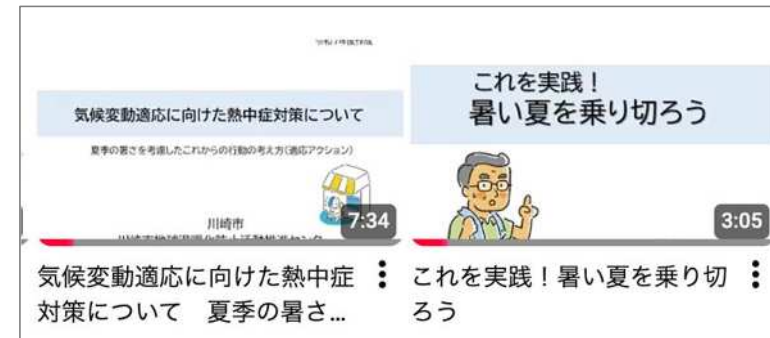 気候変動適応に向けた熱中症対策について
夏季の暑さを考慮したこれからの行動の考え方(適応アクション)
川崎市
7:34
気候変動適応に向けた熱中症
対策について　夏季の暑さ...
これを実践！
暑い夏を乗り切ろう
3:05
これを実践！暑い夏を乗り切
ろう